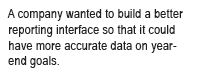 A company wanted to build a better
reporting interface so that it could
have more accurate data on year-
end goals.